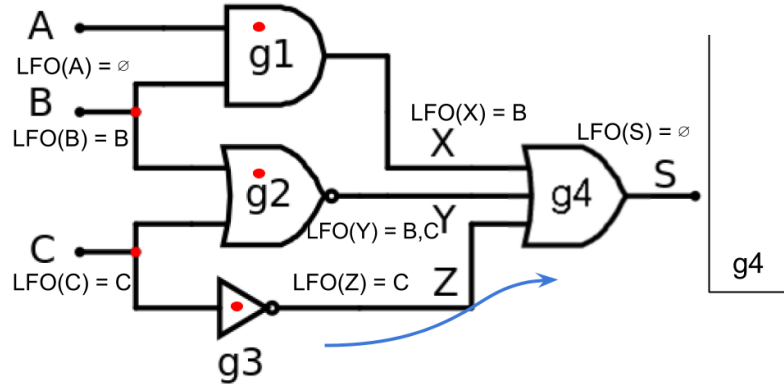 A
g1
LFO(A) = ∅
B
LFO(B) = B
LFO(X) = B
X
LFO(S) = ∅
g2
g4
S
LFO(Y) = B,C
Y
C
LFO(C) = C
LFO(Z) = C
Z
g4
g3